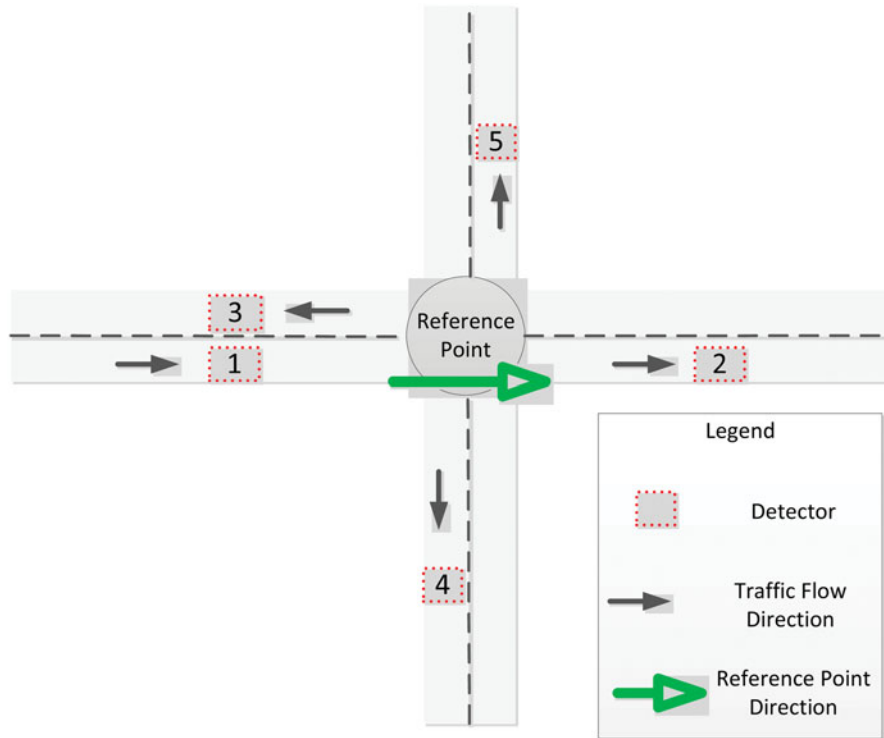 5
3
Reference
Point
1
2
4
Legend
Detector
Traffic Flow
Direction
Reference Point
Direction